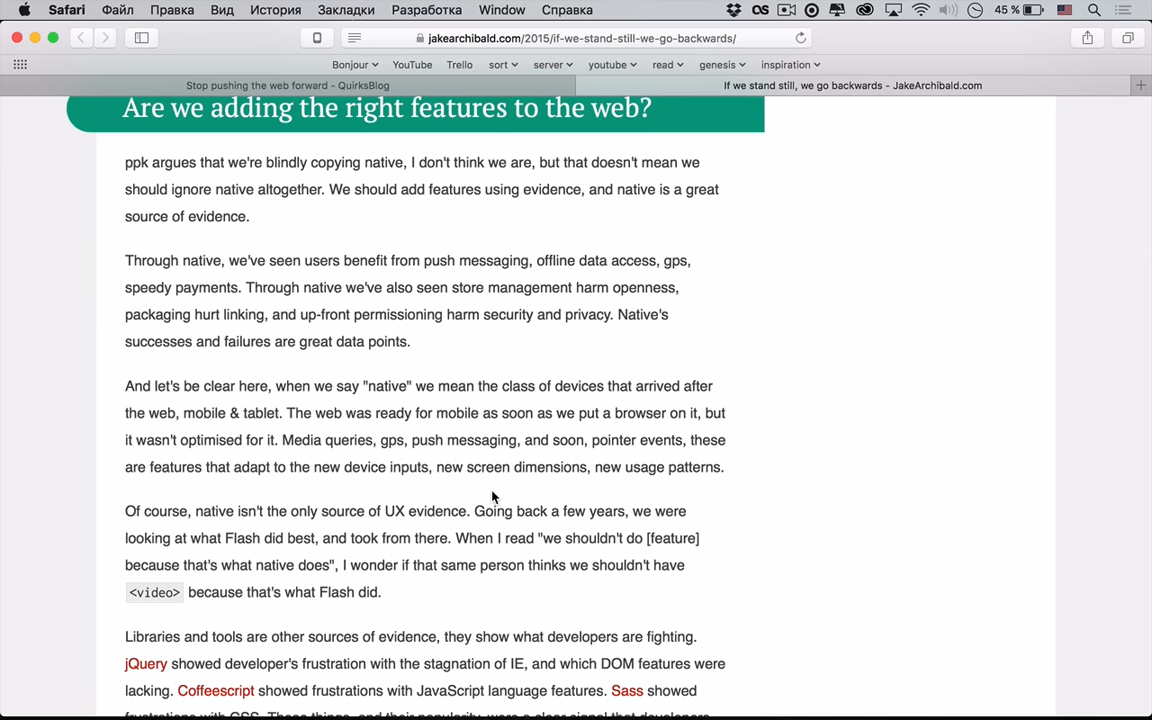 Safari Файл Правка Вид История Закладки Разработка Window Справка 45 %
jakearchibald.com/2015/if-we-stand-still-we-go-backwards/
Bonjour YouTube Trello sort server youtube read genesis inspiration
Stop pushing the web forward - QuirksBlog
If we stand still, we go backwards - JakeArchibald.com
Are we adding the right features to the web?
ppk argues that we're blindly copying native, I don't think we are, but that doesn't mean we
should ignore native altogether. We should add features using evidence, and native is a great
source of evidence.
Through native, we've seen users benefit from push messaging, offline data access, gps,
speedy payments. Through native we've also seen store management harm openness,
packaging hurt linking, and up-front permissioning harm security and privacy. Native's
successes and failures are great data points.
And let's be clear here, when we say "native" we mean the class of devices that arrived after
the web, mobile & tablet. The web was ready for mobile as soon as we put a browser on it, but
it wasn't optimised for it. Media queries, gps, push messaging, and soon, pointer events, these
are features that adapt to the new device inputs, new screen dimensions, new usage patterns.
Of course, native isn't the only source of UX evidence. Going back a few years, we were
looking at what Flash did best, and took from there. When I read "we shouldn't do [feature]
because that's what native does", I wonder if that same person thinks we shouldn't have
<video> because that's what Flash did.
Libraries and tools are other sources of evidence, they show what developers are fighting.
jQuery showed developer's frustration with the stagnation of IE, and which DOM features were
lacking. Coffeescript showed frustrations with JavaScript language features. Sass showed
frustrations with CSS. These things, and their popularity, were a clear signal that developers